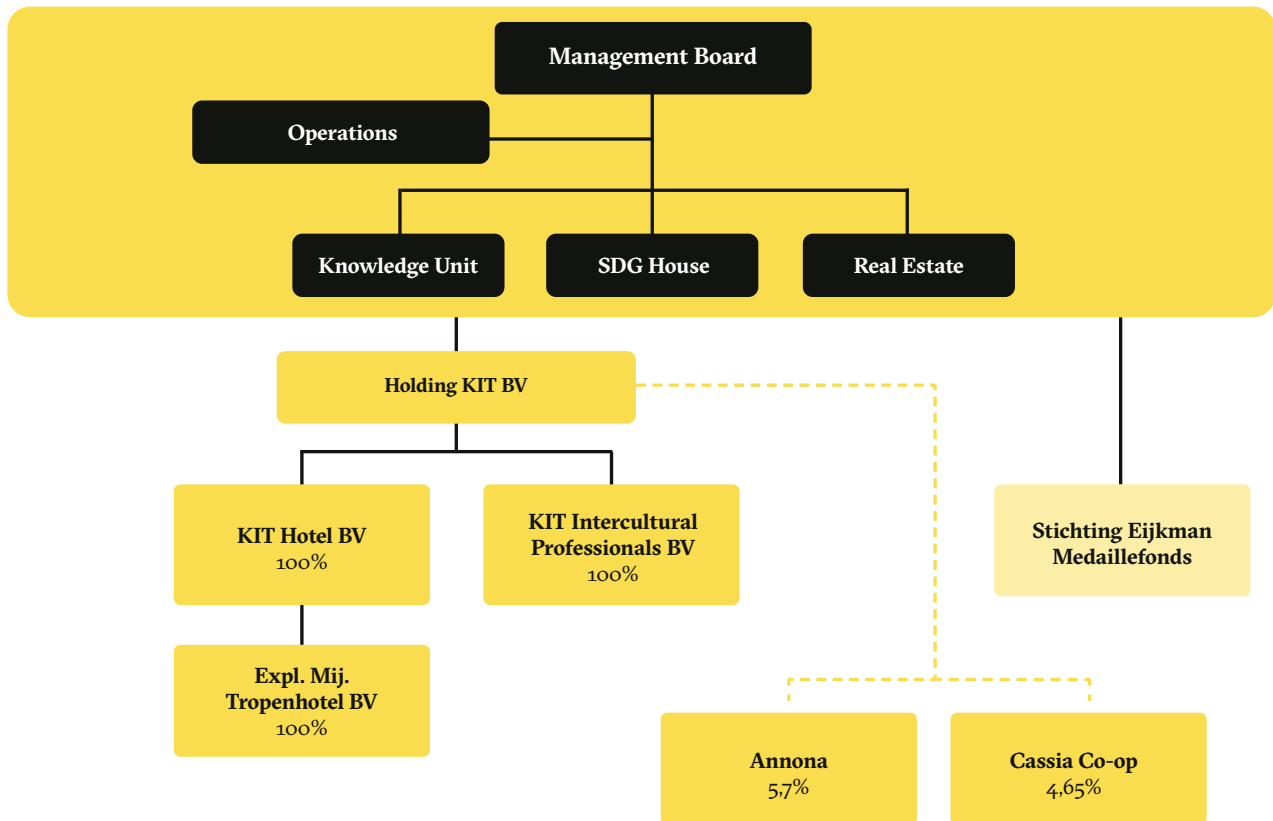 Management Board
Operations
Knowledge Unit
SDG House
Real Estate
Holding KIT BV
KIT Hotel BV
100%
KIT Intercultural
Professionals BV
100%
Stichting Eijkman
Medaillefonds
Expl. Mij.
Tropenhotel BV
100%
Annona
5,7%
Cassia Co-op
4,65%